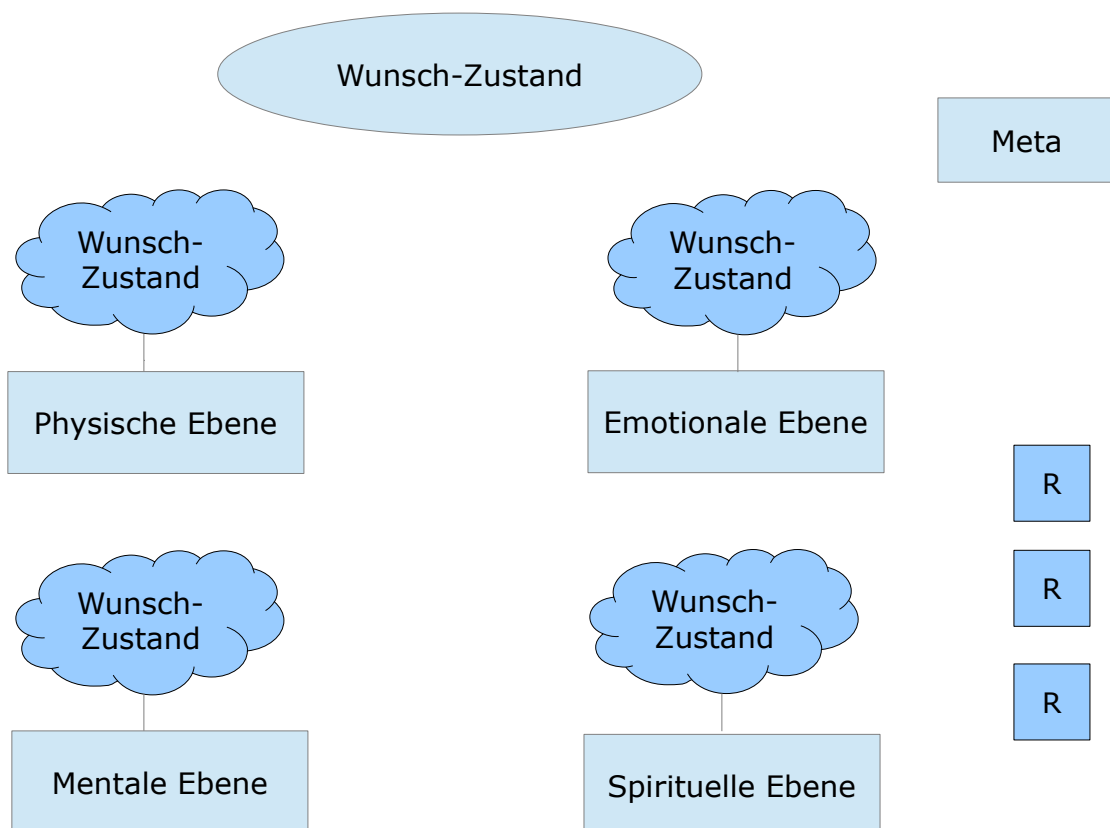 Wunsch-Zustand
Meta
Wunsch-
Zustand
Wunsch-
Zustand
Physische Ebene
Emotionale Ebene
R
R
Wunsch-
Zustand
Wunsch-
Zustand
R
Mentale Ebene
Spirituelle Ebene